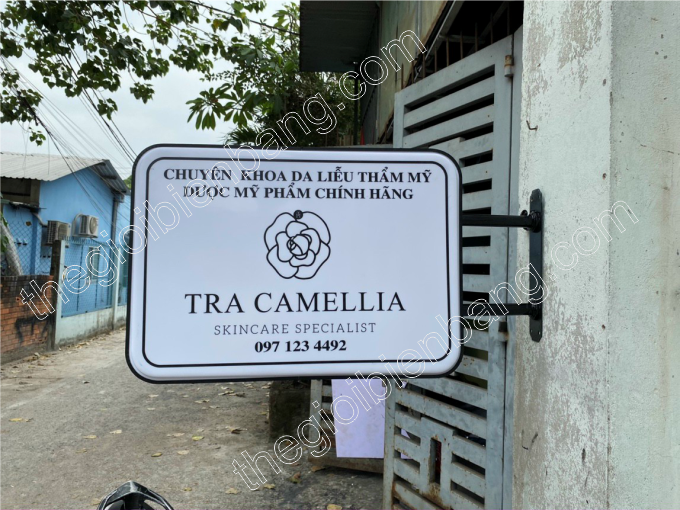 CHUYÊN KHOA DA LIỄU THẨM MỸ
DƯỢC MỸ PHẨM CHÍNH HÃNG
TRA CAMELLIA
SKINCARE SPECIALIST
097 123 4492
thegioibienbang.com
thegioibienbang.com
thegioibienbang.com